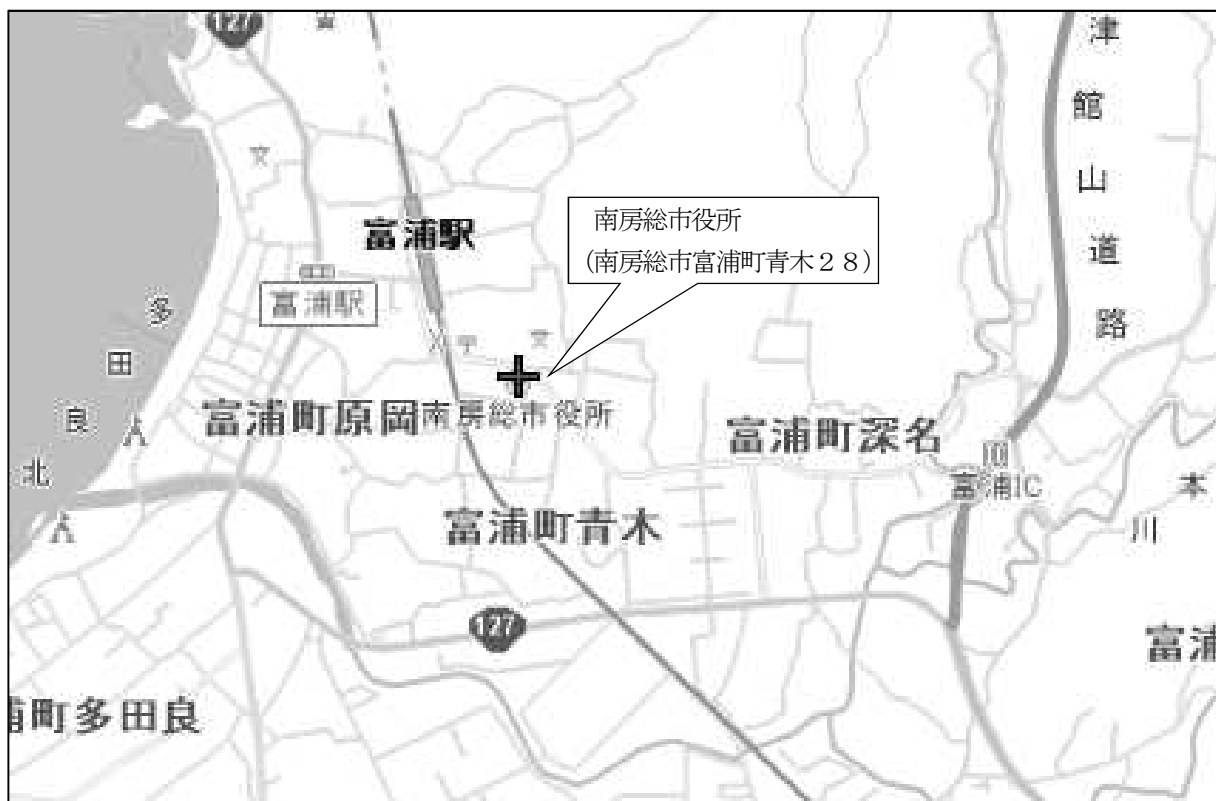 127
津館山道路
富浦駅
南房総市役所
(南房総市富浦町青木２８)
富浦駅
多田良北
富浦町原岡
南房総市役所
富浦町深名
富浦IC
富浦町青木
本川
127
富浦
浦町多田良